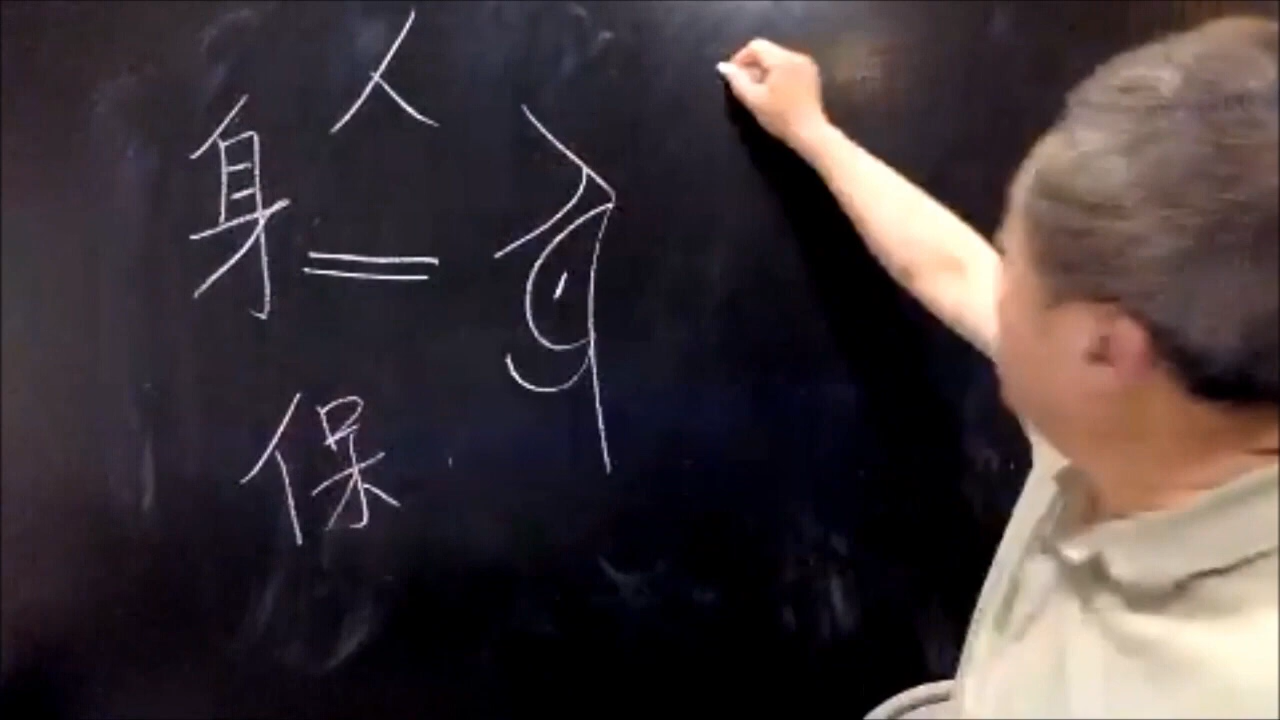 人
身 =
保